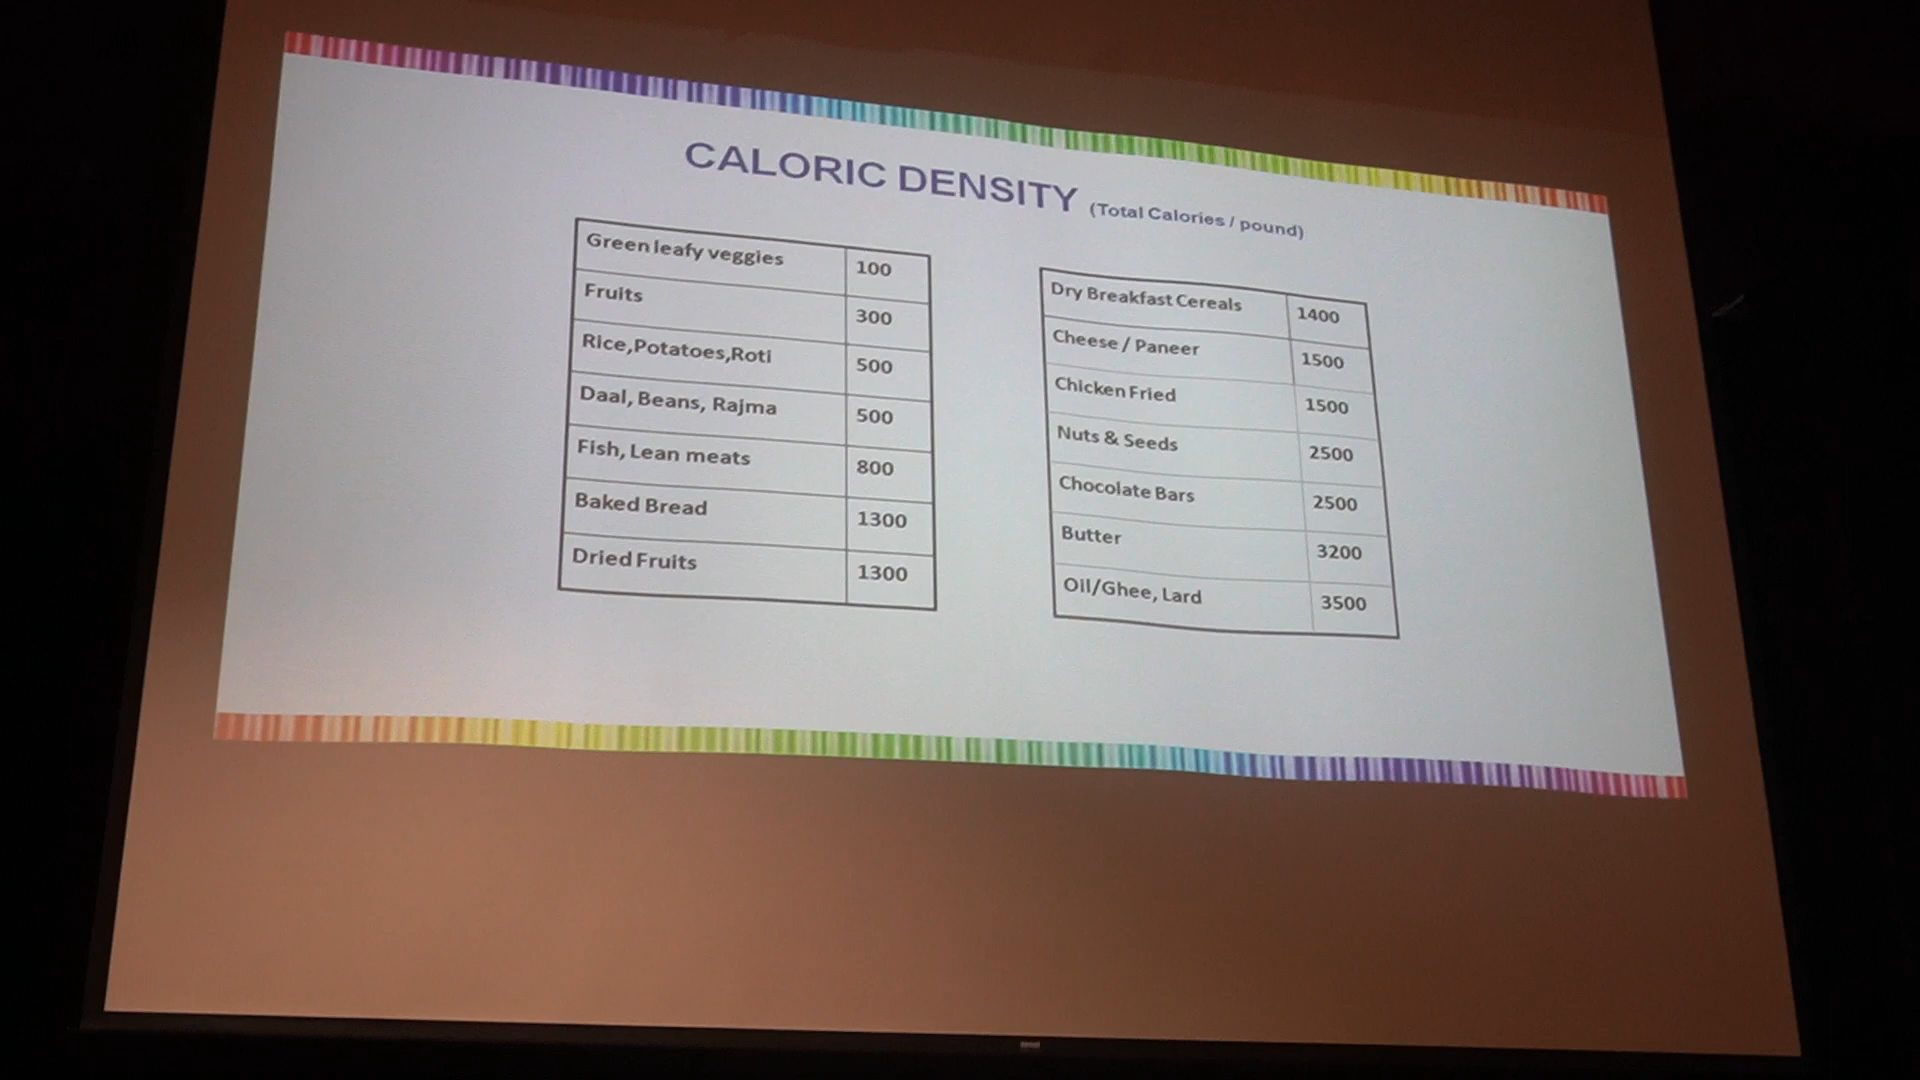 CALORIC DENSITY (Total Calories / pound)
Green leafy veggies 100
Fruits 300
Rice,Potatoes,Roti 500
Daal, Beans, Rajma 500
Fish, Lean meats 800
Baked Bread 1300
Dried Fruits 1300
Dry Breakfast Cereals 1400
Cheese / Paneer 1500
Chicken Fried 1500
Nuts & Seeds 2500
Chocolate Bars 2500
Butter 3200
Oil/Ghee, Lard 3500